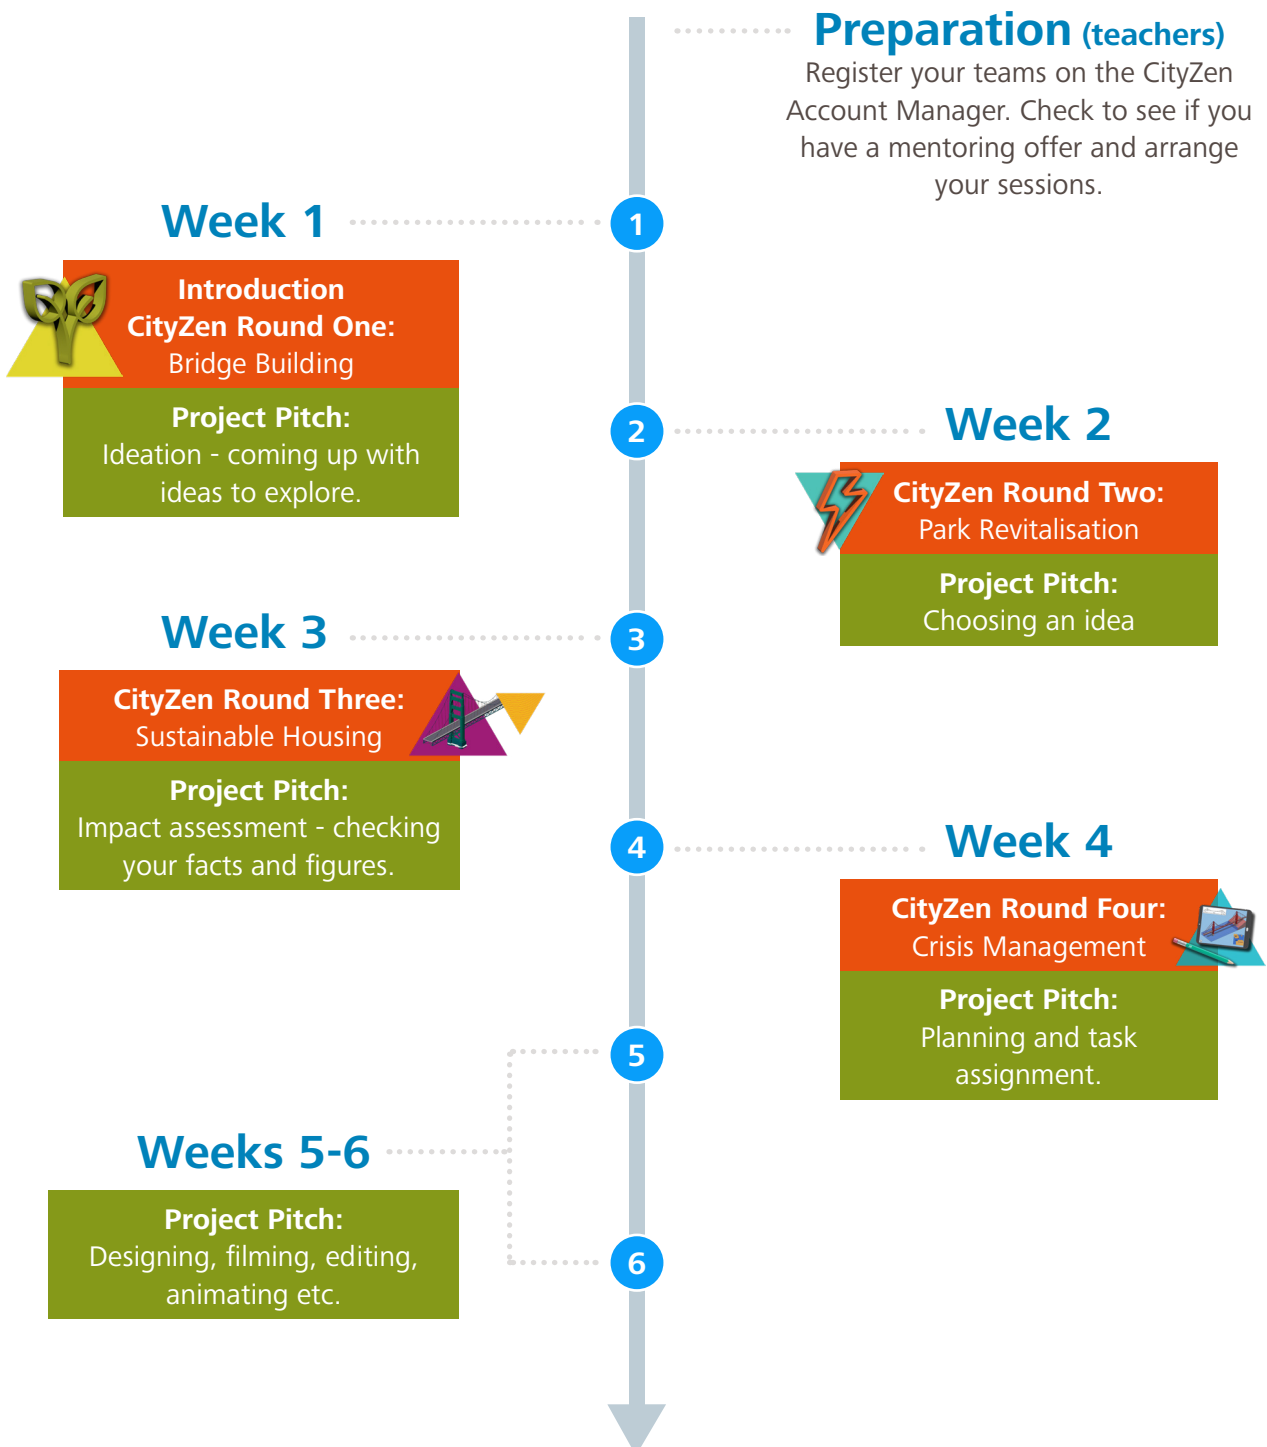 Preparation (teachers)
Register your teams on the CityZen
Account Manager. Check to see if you
have a mentoring offer and arrange
your sessions.
Week 1
1
Introduction
CityZen Round One:
Bridge Building
Project Pitch:
Ideation - coming up with
ideas to explore.
2
Week 2
CityZen Round Two:
Park Revitalisation
Project Pitch:
Choosing an idea
Week 3
3
CityZen Round Three:
Sustainable Housing
Project Pitch:
Impact assessment - checking
your facts and figures.
4
Week 4
CityZen Round Four:
Crisis Management
Project Pitch:
Planning and task
assignment.
5
Weeks 5-6
Project Pitch:
Designing, filming, editing,
animating etc.
6